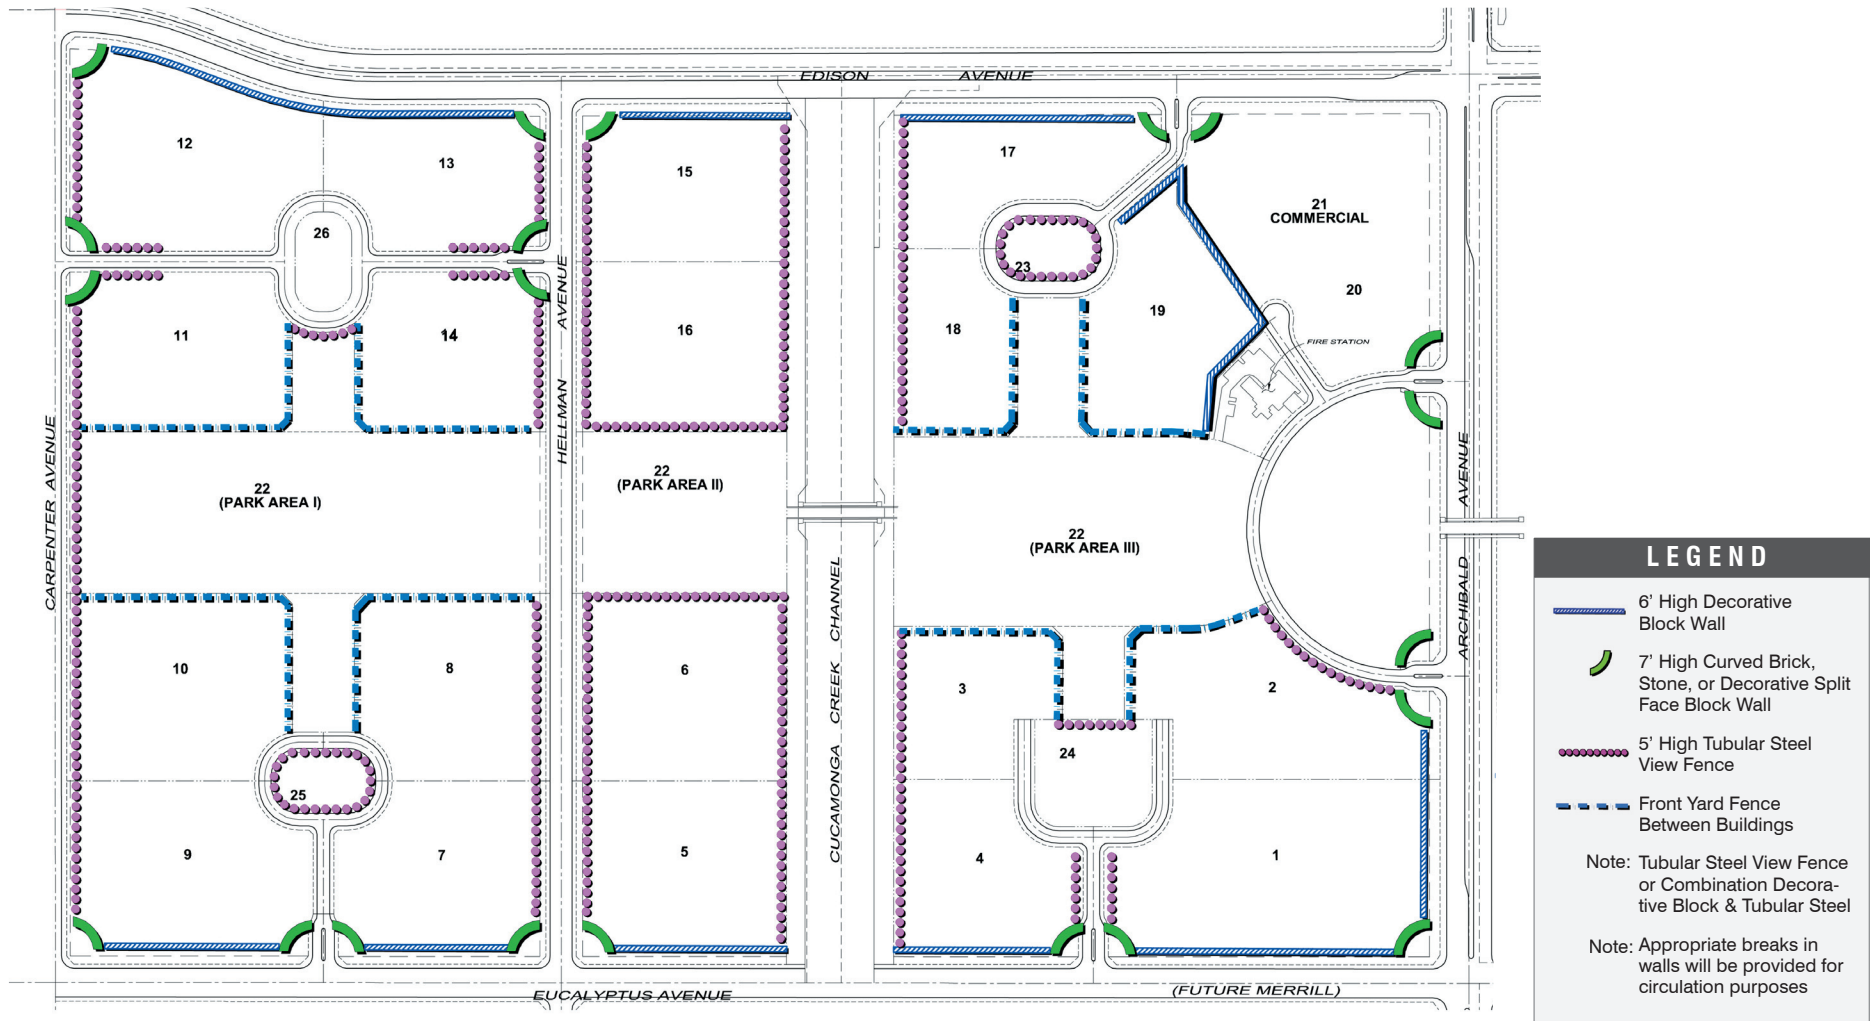 EDISON AVENUE
12
13
15
17
21
COMMERCIAL
26
23
20
11
14
16
18
19
FIRE STATION
CARPENTER AVENUE
HELLMAN AVENUE
22
(PARK AREA I)
22
(PARK AREA II)
22
(PARK AREA III)
CUCAMONGA CREEK CHANNEL
ARCHIBALD AVENUE
10
8
6
3
2
24
25
9
7
5
4
1
EUCALYPTUS AVENUE
(FUTURE MERRILL)
LEGEND
6’ High Decorative
Block Wall
7’ High Curved Brick,
Stone, or Decorative Split
Face Block Wall
5’ High Tubular Steel
View Fence
Front Yard Fence
Between Buildings
Note: Tubular Steel View Fence
or Combination Decora-
tive Block & Tubular Steel
Note: Appropriate breaks in
walls will be provided for
circulation purposes